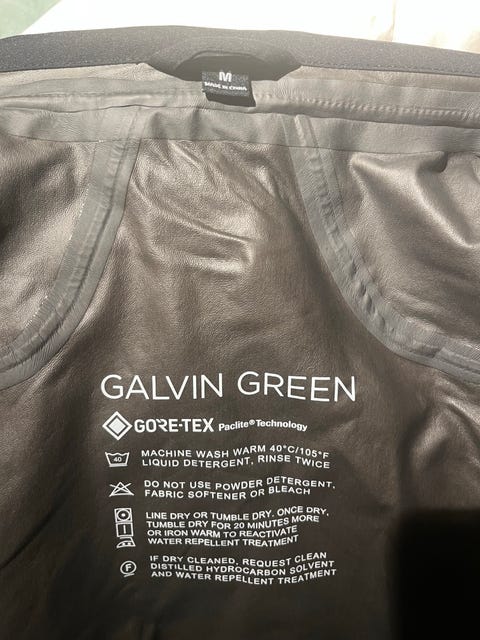 M
MADE IN CHINA
GALVIN GREEN
GORE-TEX Paclite® Technology
40
MACHINE WASH WARM 40°C/105°F
LIQUID DETERGENT, RINSE TWICE
DO NOT USE POWDER DETERGENT,
FABRIC SOFTENER OR BLEACH
LINE DRY OR TUMBLE DRY. ONCE DRY,
TUMBLE DRY FOR 20 MINUTES MORE
OR IRON WARM TO REACTIVATE
WATER REPELLENT TREATMENT
F
IF DRY CLEANED, REQUEST CLEAN
DISTILLED HYDROCARBON SOLVENT
AND WATER REPELLENT TREATMENT